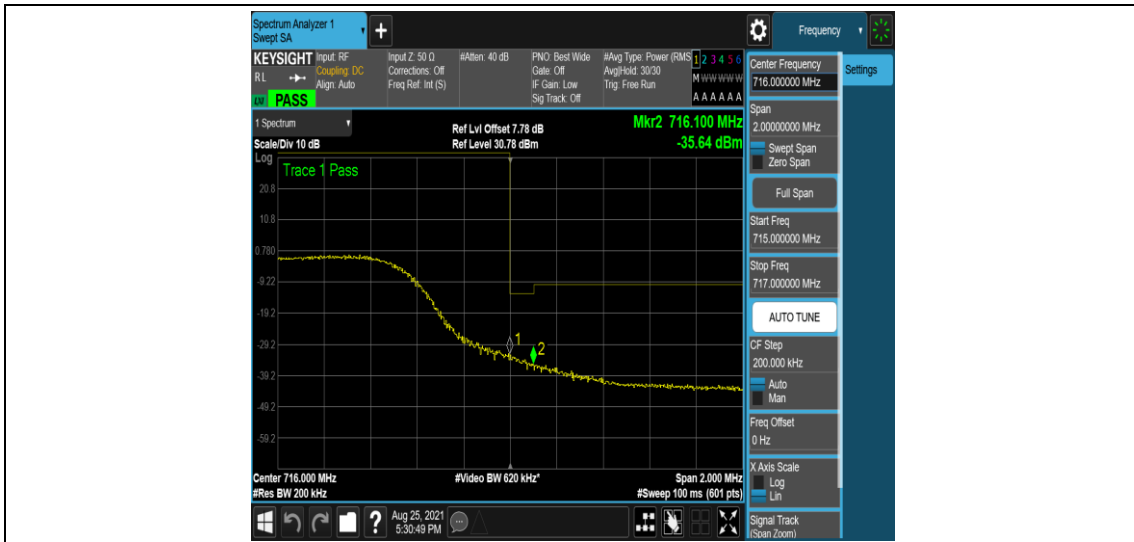 Spectrum Analyzer 1
Swept SA
Frequency
KEYSIGHT
RL
PASS
Input: RF
Coupling: DC
Align: Auto
Input Z: 50 Ω
Corrections: Off
Freq Ref: Int (S)
#Atten: 40 dB
PNO: Best Wide
Gate: Off
IF Gain: Low
Sig Track: Off
#Avg Type: Power (RMS
Avg|Hold: 30/30
Trig: Free Run
1 2 3 4 5 6
M W W W W W
A A A A A A
Center Frequency
716.000000 MHz
Settings
1 Spectrum
Scale/Div 10 dB
Ref Lvl Offset 7.78 dB
Ref Level 30.78 dBm
Mkr2 716.100 MHz
-35.64 dBm
Span
2.00000000 MHz
Swept Span
Zero Span
Log
Trace 1 Pass
20.8
10.8
0.780
-9.22
-19.2
-29.2
-39.2
-49.2
-59.2
1
2
Full Span
Start Freq
715.000000 MHz
Stop Freq
717.000000 MHz
AUTO TUNE
CF Step
200.000 kHz
Auto
Man
Freq Offset
0 Hz
X Axis Scale
Log
Lin
Signal Track
(Span Zoom)
Center 716.000 MHz
#Res BW 200 kHz
#Video BW 620 kHz*
Span 2.000 MHz
#Sweep 100 ms (601 pts)
?
Aug 25, 2021
5:30:49 PM